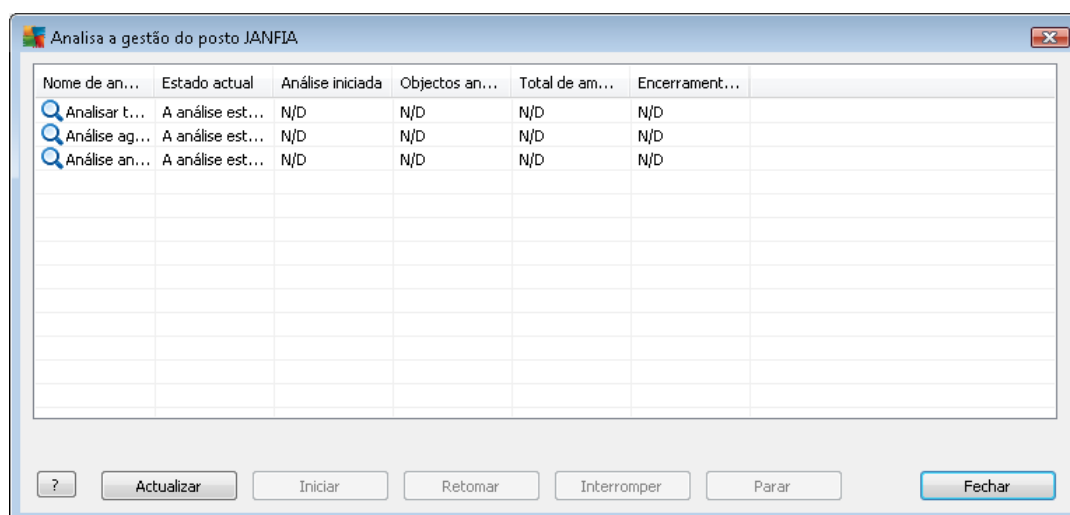 Analisa a gestão do posto JANFIA
Nome de an... Estado actual Análise iniciada Objectos an... Total de am... Encerrament...
Analisar t... A análise est... N/D N/D N/D N/D
Análise ag... A análise est... N/D N/D N/D N/D
Análise an... A análise est... N/D N/D N/D N/D
? Actualizar Iniciar Retomar Interromper Parar Fechar